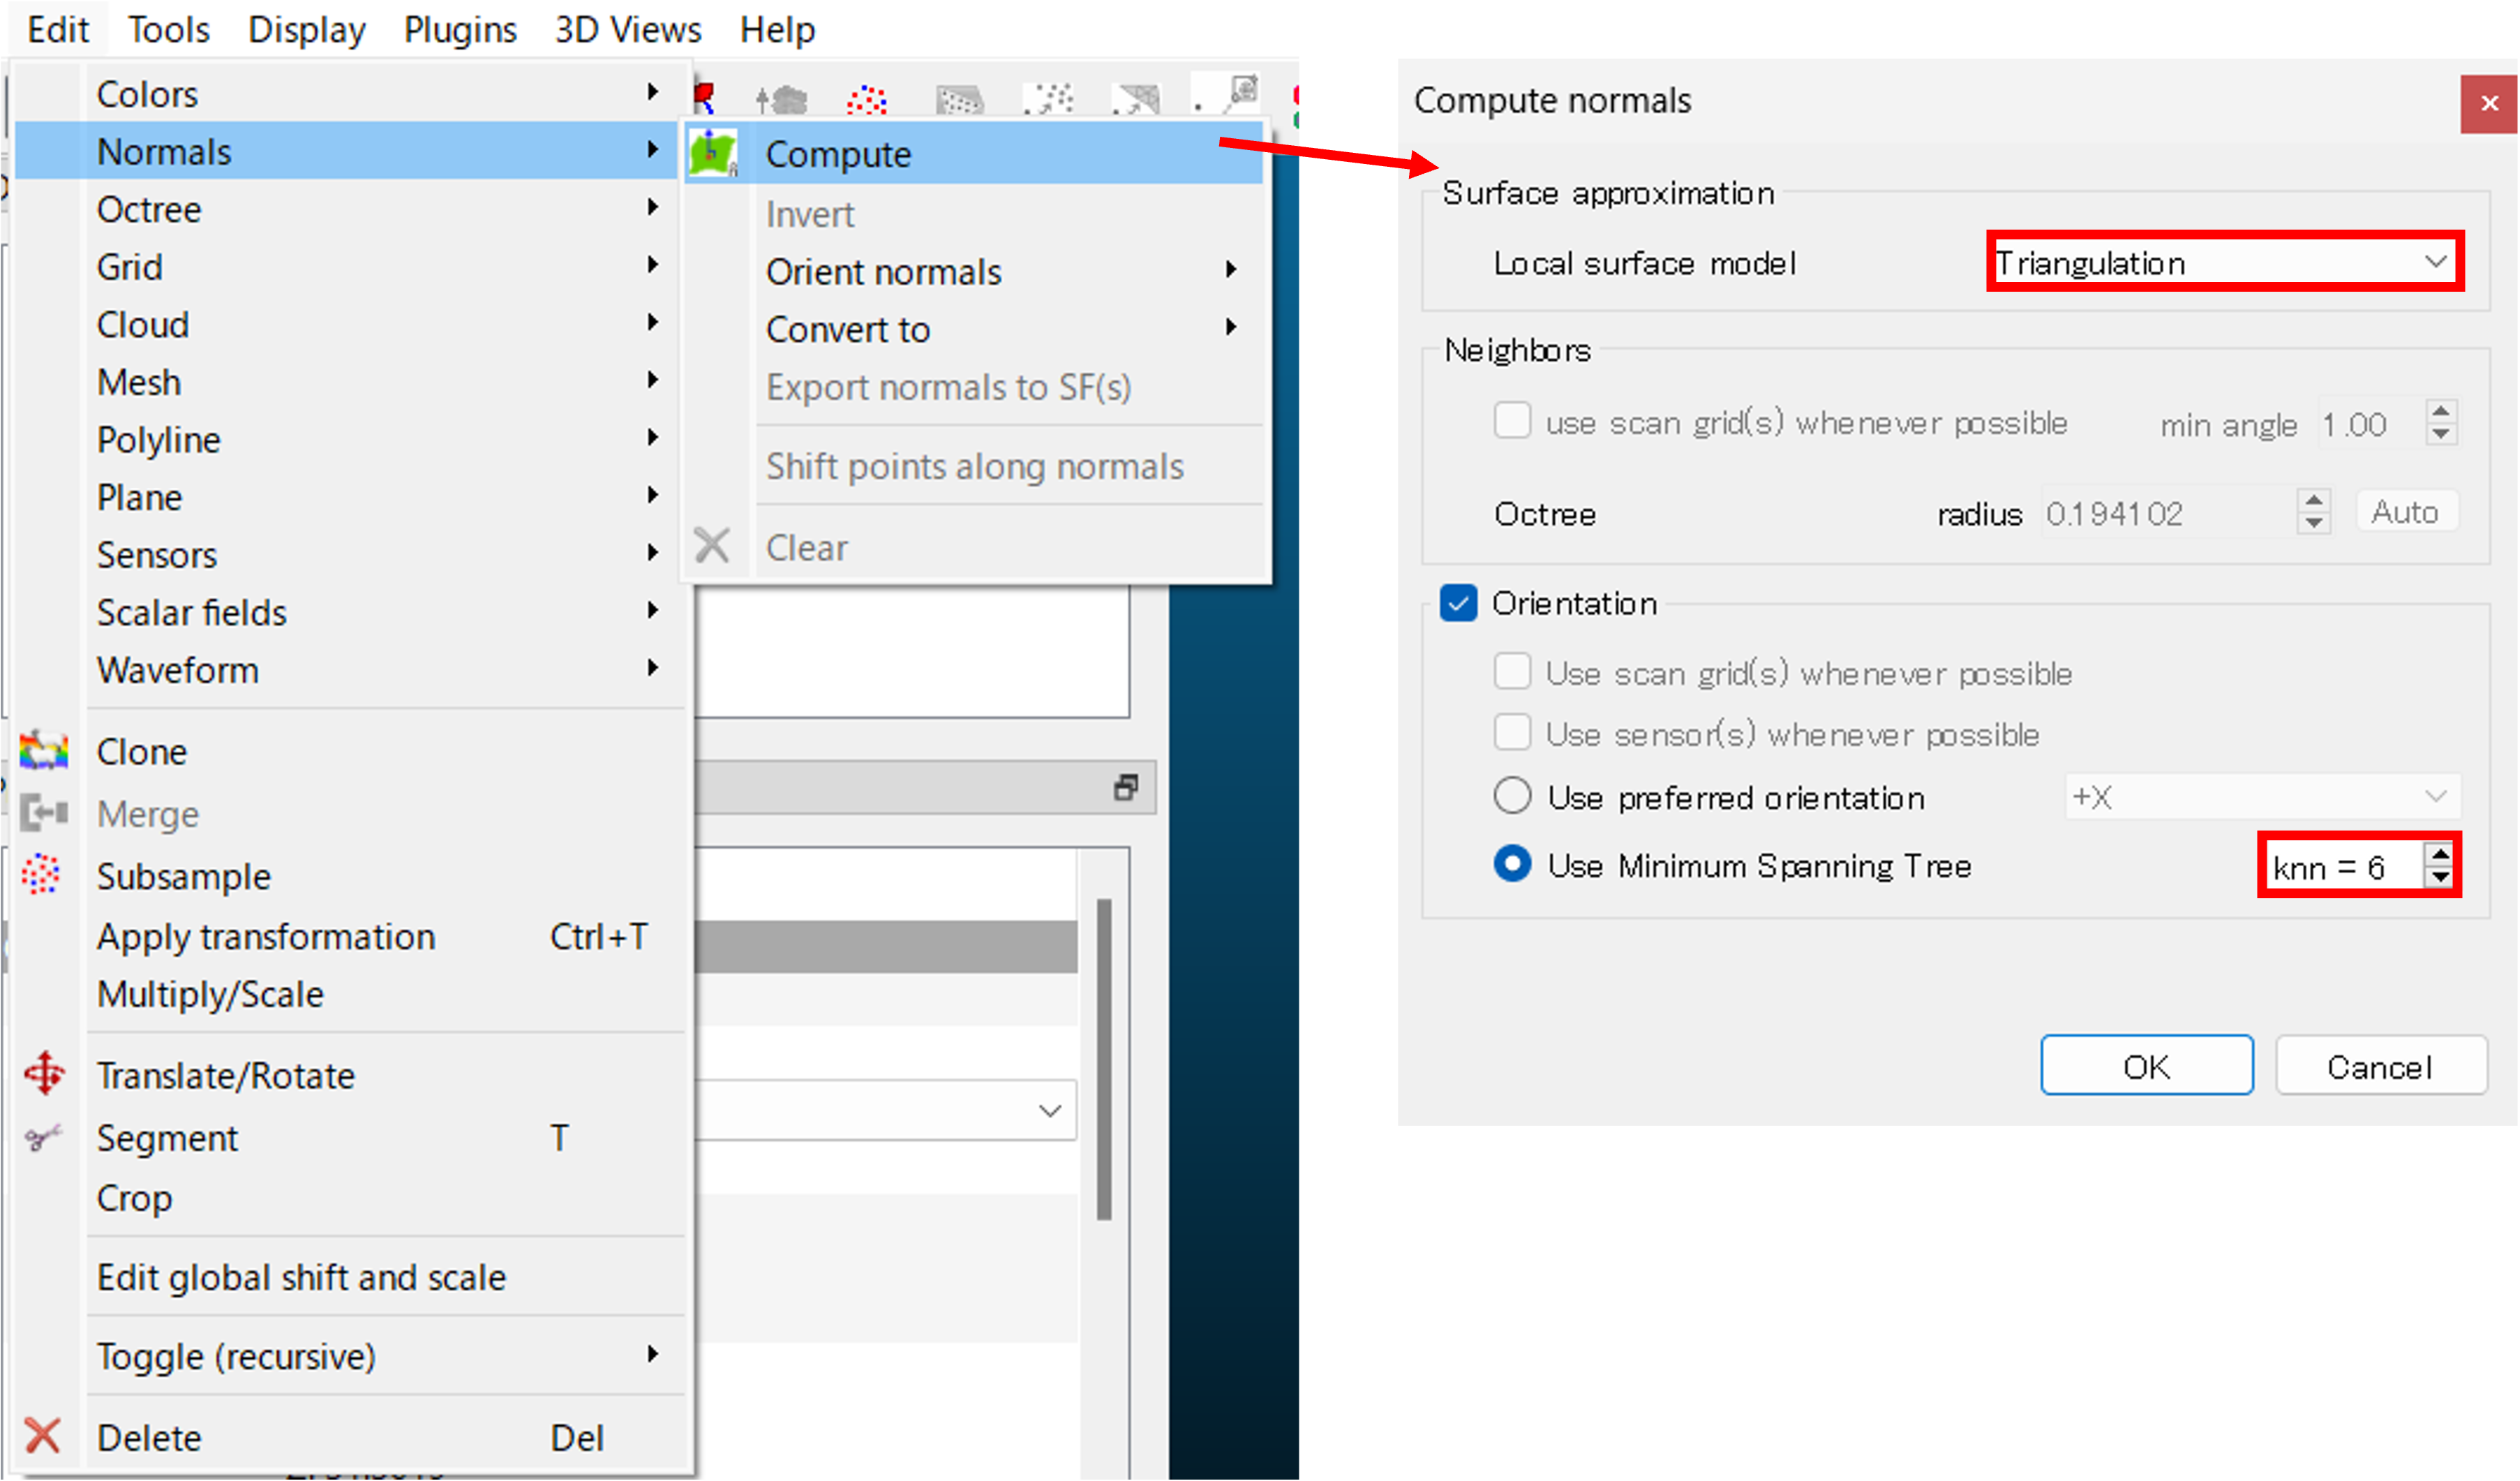 Edit Tools Display Plugins 3D Views Help
Colors
Normals
Octree
Grid
Cloud
Mesh
Polyline
Plane
Sensors
Scalar fields
Waveform
Clone
Merge
Subsample
Apply transformation Ctrl+T
Multiply/Scale
Translate/Rotate
Segment T
Crop
Edit global shift and scale
Toggle (recursive)
Delete Del
Compute
Invert
Orient normals
Convert to
Export normals to SF(s)
Shift points along normals
Clear
Compute normals
Surface approximation
Local surface model Triangulation
Neighbors
use scan grid(s) whenever possible min angle 1.00
Octree radius 0.194102 Auto
Orientation
Use scan grid(s) whenever possible
Use sensor(s) whenever possible
Use preferred orientation +X
Use Minimum Spanning Tree knn = 6
OK Cancel